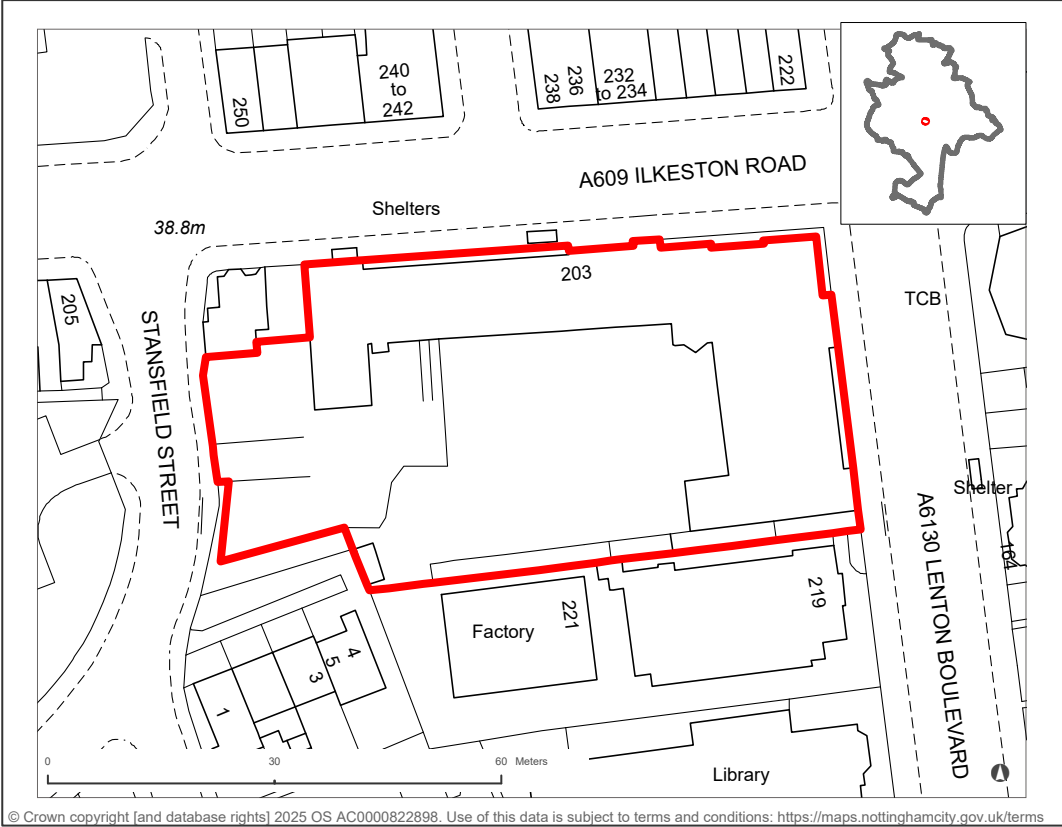 250
240
to
242
238
236
232
to 234
222
A609 ILKESTON ROAD
Shelters
38.8m
203
205
TCB
STANSFIELD STREET
Shelter
164
A6130 LENTON BOULEVARD
219
221
Factory
4
5
3
1
0
30
60 Meters
Library
© Crown copyright [and database rights] 2025 OS AC0000822898. Use of this data is subject to terms and conditions: https://maps.nottinghamcity.gov.uk/terms